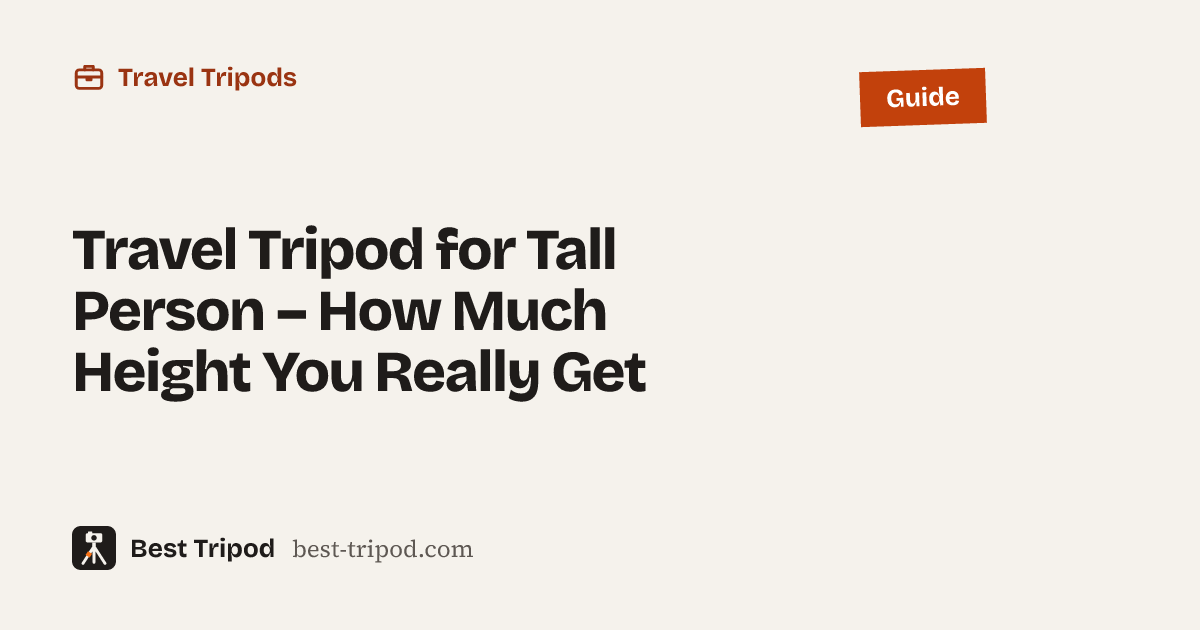 Travel Tripods
Guide
Travel Tripod for Tall
Person – How Much
Height You Really Get
Best Tripod best-tripod.com